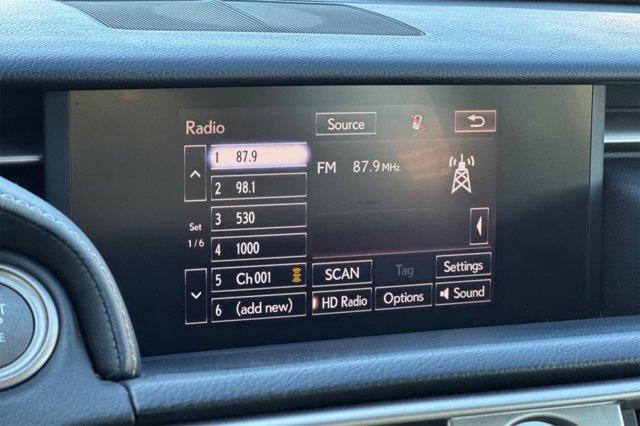 Radio
Source
1 87.9
FM 87.9 MHz
2 98.1
Set
1/6
3 530
4 1000
5 Ch 001
SCAN
Tag
Settings
6 (add new)
HD Radio
Options
Sound